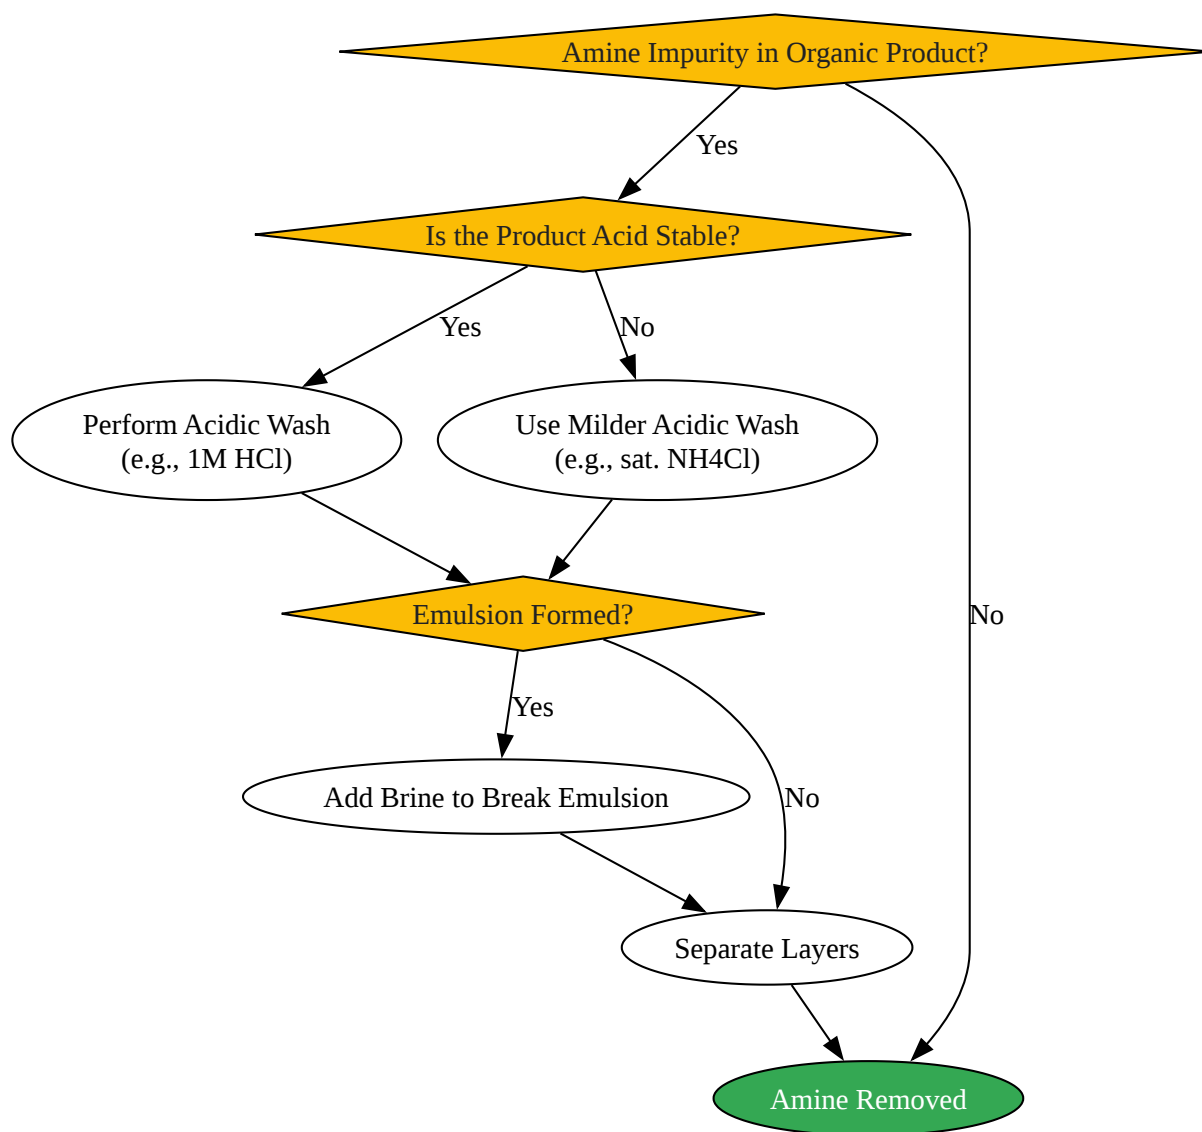 Amine Impurity in Organic Product?
Yes
Is the Product Acid Stable?
Yes
No
Perform Acidic Wash
(e.g., 1M HCl)
Use Milder Acidic Wash
(e.g., sat. NH4Cl)
Emulsion Formed?
No
Yes
Add Brine to Break Emulsion
No
Separate Layers
Amine Removed